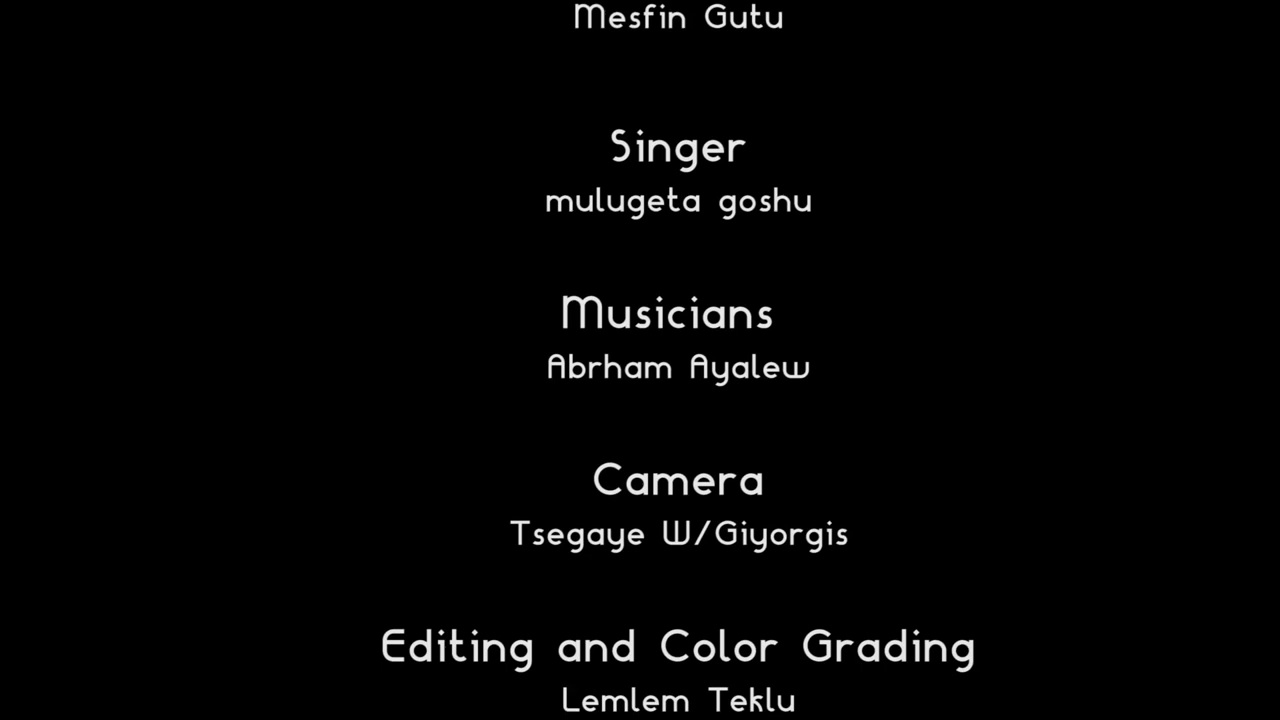 Mesfin Gutu
Singer
mulugeta goshu
Musicians
Abrham Ayalew
Camera
Tsegaye W/Giyorgis
Editing and Color Grading
Lemlem Teklu